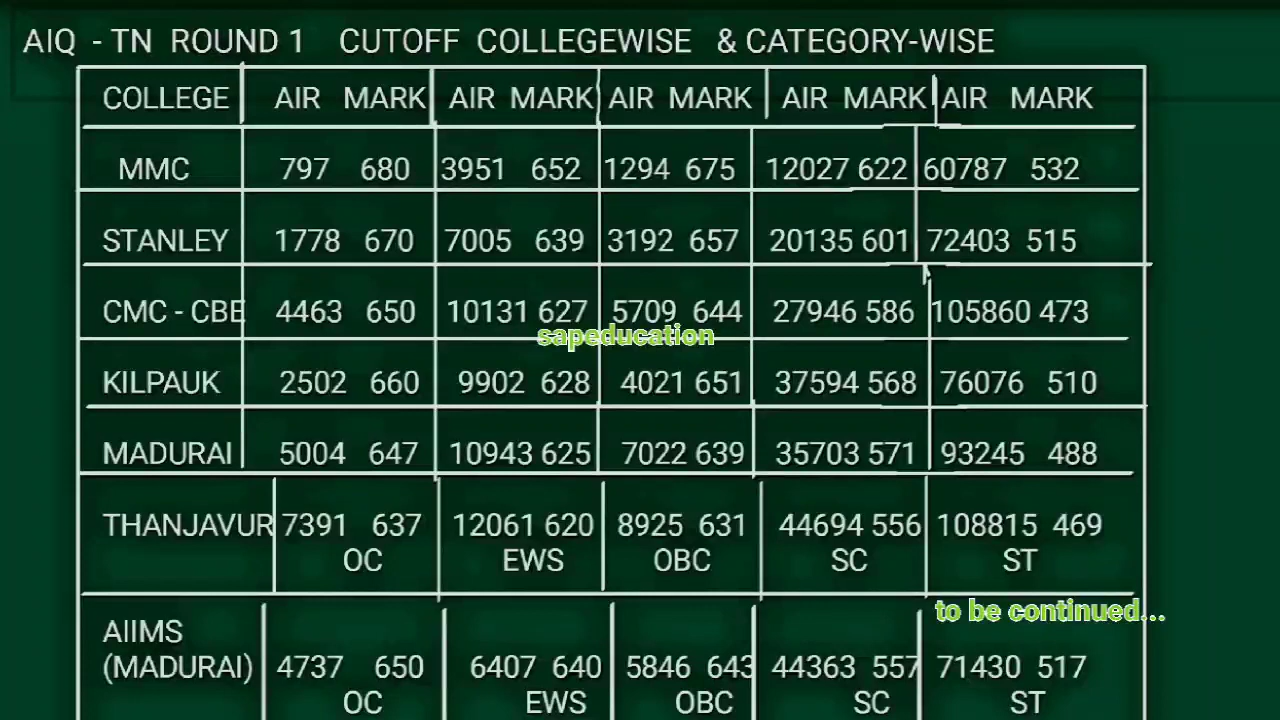 AIQ - TN ROUND 1 CUTOFF COLLEGEWISE & CATEGORY-WISE
COLLEGE AIR MARK AIR MARK AIR MARK AIR MARK AIR MARK
MMC 797 680 3951 652 1294 675 12027 622 60787 532
STANLEY 1778 670 7005 639 3192 657 20135 601 72403 515
CMC - CBE 4463 650 10131 627 5709 644 27946 586 105860 473
sapeducation
KILPAUK 2502 660 9902 628 4021 651 37594 568 76076 510
MADURAI 5004 647 10943 625 7022 639 35703 571 93245 488
THANJAVUR 7391 637 12061 620 8925 631 44694 556 108815 469
OC EWS OBC SC ST
to be continued...
AIIMS
(MADURAI) 4737 650 6407 640 5846 643 44363 557 71430 517
OC EWS OBC SC ST